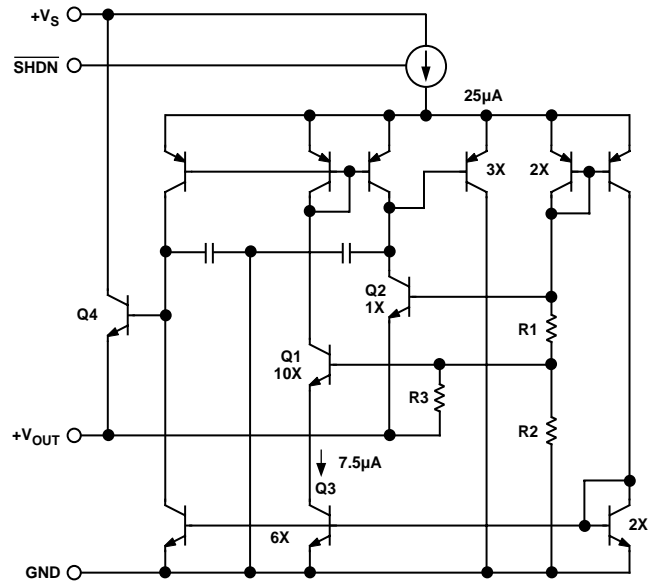 +VS
SHDN
25µA
3X
2X
Q2
1X
Q4
R1
Q1
10X
R3
R2
+VOUT
7.5µA
Q3
6X
2X
GND